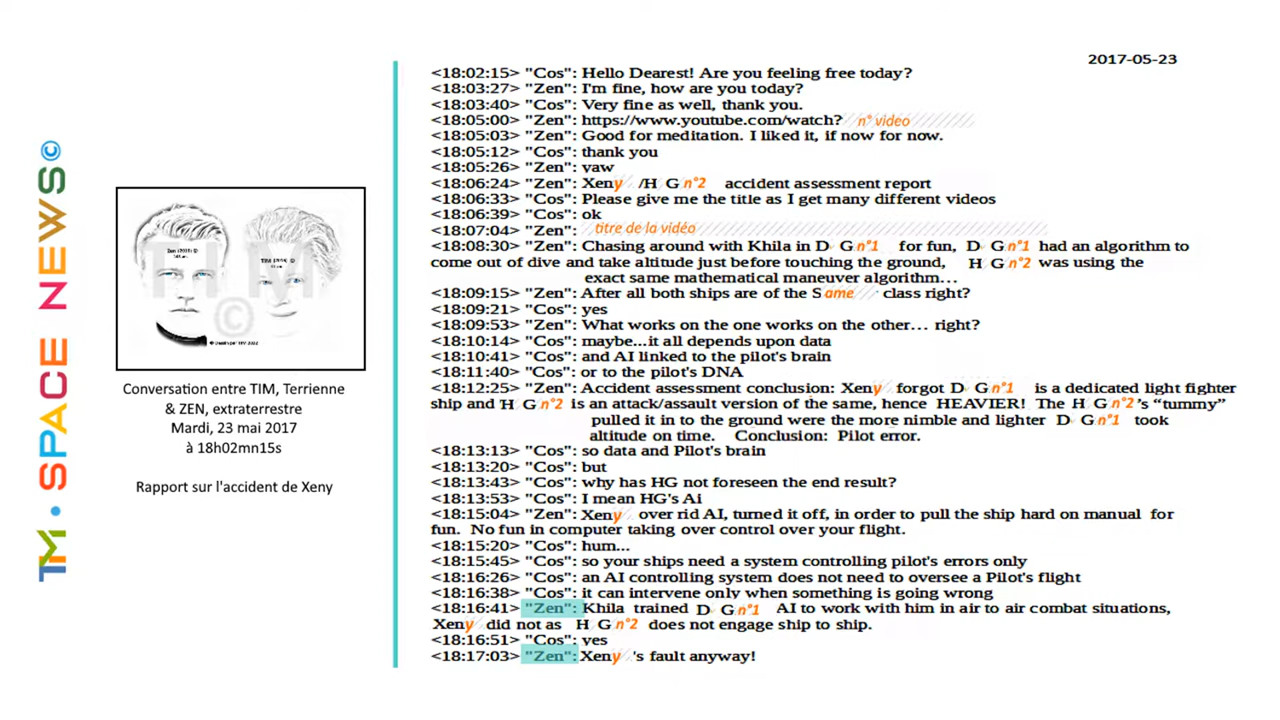 2017-05-23
TM • SPACE NEWS©
Zen (2015) ©
TIM (2015) ©
H M
©
© Dessin par TIM 2022
Conversation entre TIM, Terrienne
& ZEN, extraterrestre
Mardi, 23 mai 2017
à 18h02mn15s
Rapport sur l'accident de Xeny
<18:02:15> "Cos": Hello Dearest! Are you feeling free today?
<18:03:27> "Zen": I'm fine, how are you today?
<18:03:40> "Cos": Very fine as well, thank you.
<18:05:00> "Zen": https://www.youtube.com/watch? n° video
<18:05:03> "Zen": Good for meditation. I liked it, if now for now.
<18:05:12> "Cos": thank you
<18:05:26> "Zen": yaw
<18:06:24> "Zen": Xeny /H G n°2 accident assessment report
<18:06:33> "Cos": Please give me the title as I get many different videos
<18:06:39> "Cos": ok
<18:07:04> "Zen": titre de la vidéo
<18:08:30> "Zen": Chasing around with Khila in D G n°1 for fun, D G n°1 had an algorithm to
come out of dive and take altitude just before touching the ground, H G n°2 was using the
exact same mathematical maneuver algorithm...
<18:09:15> "Zen": After all both ships are of the Same class right?
<18:09:21> "Cos": yes
<18:09:53> "Zen": What works on the one works on the other... right?
<18:10:14> "Cos": maybe...it all depends upon data
<18:10:41> "Cos": and AI linked to the pilot's brain
<18:11:40> "Cos": or to the pilot's DNA
<18:12:25> "Zen": Accident assessment conclusion: Xeny forgot D G n°1 is a dedicated light fighter
ship and H G n°2 is an attack/assault version of the same, hence HEAVIER! The H G n°2's "tummy"
pulled it in to the ground were the more nimble and lighter D G n°1 took
altitude on time. Conclusion: Pilot error.
<18:13:13> "Cos": so data and Pilot's brain
<18:13:20> "Cos": but
<18:13:43> "Cos": why has HG not foreseen the end result?
<18:13:53> "Cos": I mean HG's Ai
<18:15:04> "Zen": Xeny over rid AI, turned it off, in order to pull the ship hard on manual for
fun. No fun in computer taking over control over your flight.
<18:15:20> "Cos": hum...
<18:15:45> "Cos": so your ships need a system controlling pilot's errors only
<18:16:26> "Cos": an AI controlling system does not need to oversee a Pilot's flight
<18:16:38> "Cos": it can intervene only when something is going wrong
<18:16:41> "Zen": Khila trained D G n°1 AI to work with him in air to air combat situations,
Xeny did not as H G n°2 does not engage ship to ship.
<18:16:51> "Cos": yes
<18:17:03> "Zen": Xeny 's fault anyway!